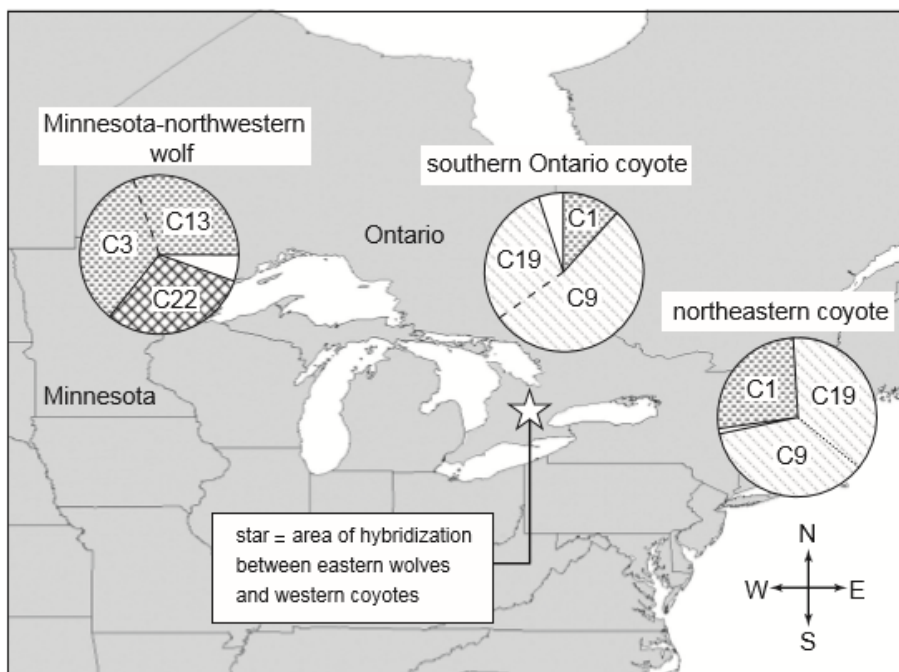 Minnesota-northwestern
wolf
C13
C3
C22
southern Ontario coyote
C1
C19
C9
Ontario
northeastern coyote
C1
C19
C9
Minnesota
star = area of hybridization
between eastern wolves
and western coyotes
N
W E
S